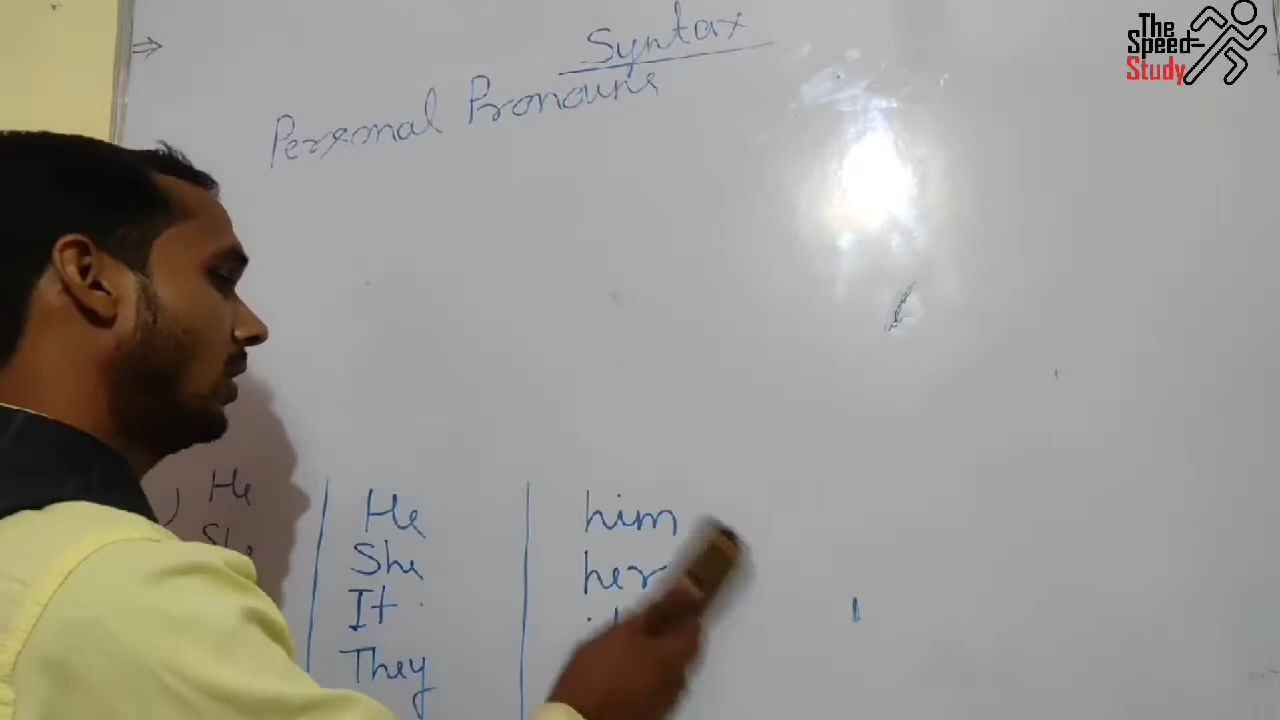 The
Speed-
Study
⇒ Syntax
Personal Pronouns
He | He | him
She | She | her
It
They